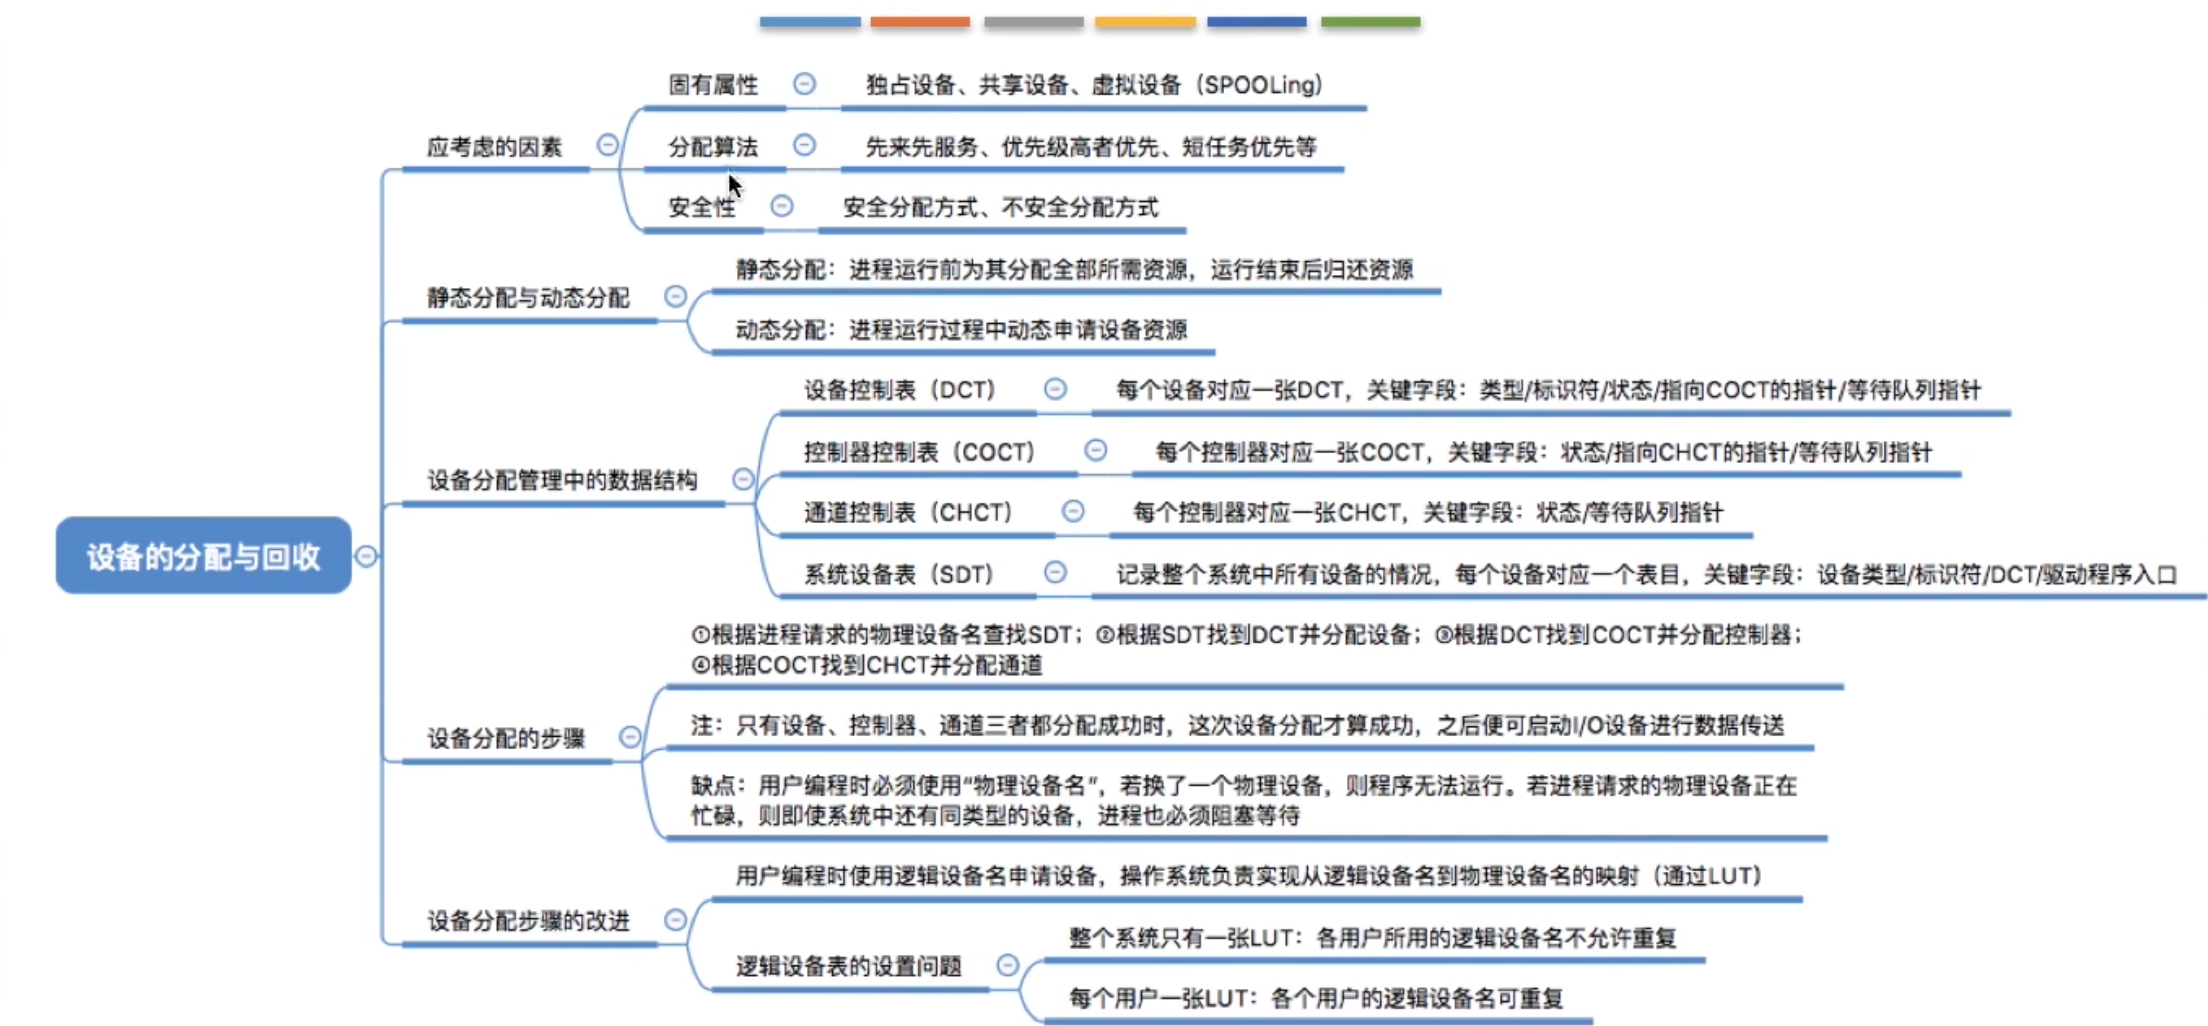 固有属性
独占设备、共享设备、虚拟设备（SPOOLing）
应考虑的因素
分配算法
先来先服务、优先级高者优先、短任务优先等
安全性
安全分配方式、不安全分配方式
静态分配与动态分配
静态分配：进程运行前为其分配全部所需资源，运行结束后归还资源
动态分配：进程运行过程中动态申请设备资源
设备分配管理中的数据结构
设备控制表（DCT）
每个设备对应一张DCT，关键字段：类型/标识符/状态/指向COCT的指针/等待队列指针
控制器控制表（COCT）
每个控制器对应一张COCT，关键字段：状态/指向CHCT的指针/等待队列指针
通道控制表（CHCT）
每个控制器对应一张CHCT，关键字段：状态/等待队列指针
系统设备表（SDT）
记录整个系统中所有设备的情况，每个设备对应一个表目，关键字段：设备类型/标识符/DCT/驱动程序入口
设备的分配与回收
设备分配的步骤
①根据进程请求的物理设备名查找SDT；②根据SDT找到DCT并分配设备；③根据DCT找到COCT并分配控制器；
④根据COCT找到CHCT并分配通道
注：只有设备、控制器、通道三者都分配成功时，这次设备分配才算成功，之后便可启动I/O设备进行数据传送
缺点：用户编程时必须使用“物理设备名”，若换了一个物理设备，则程序无法运行。若进程请求的物理设备正在
忙碌，则即使系统中还有同类型的设备，进程也必须阻塞等待
设备分配步骤的改进
用户编程时使用逻辑设备名申请设备，操作系统负责实现从逻辑设备名到物理设备名的映射（通过LUT）
逻辑设备表的设置问题
整个系统只有一张LUT：各用户所用的逻辑设备名不允许重复
每个用户一张LUT：各个用户的逻辑设备名可重复